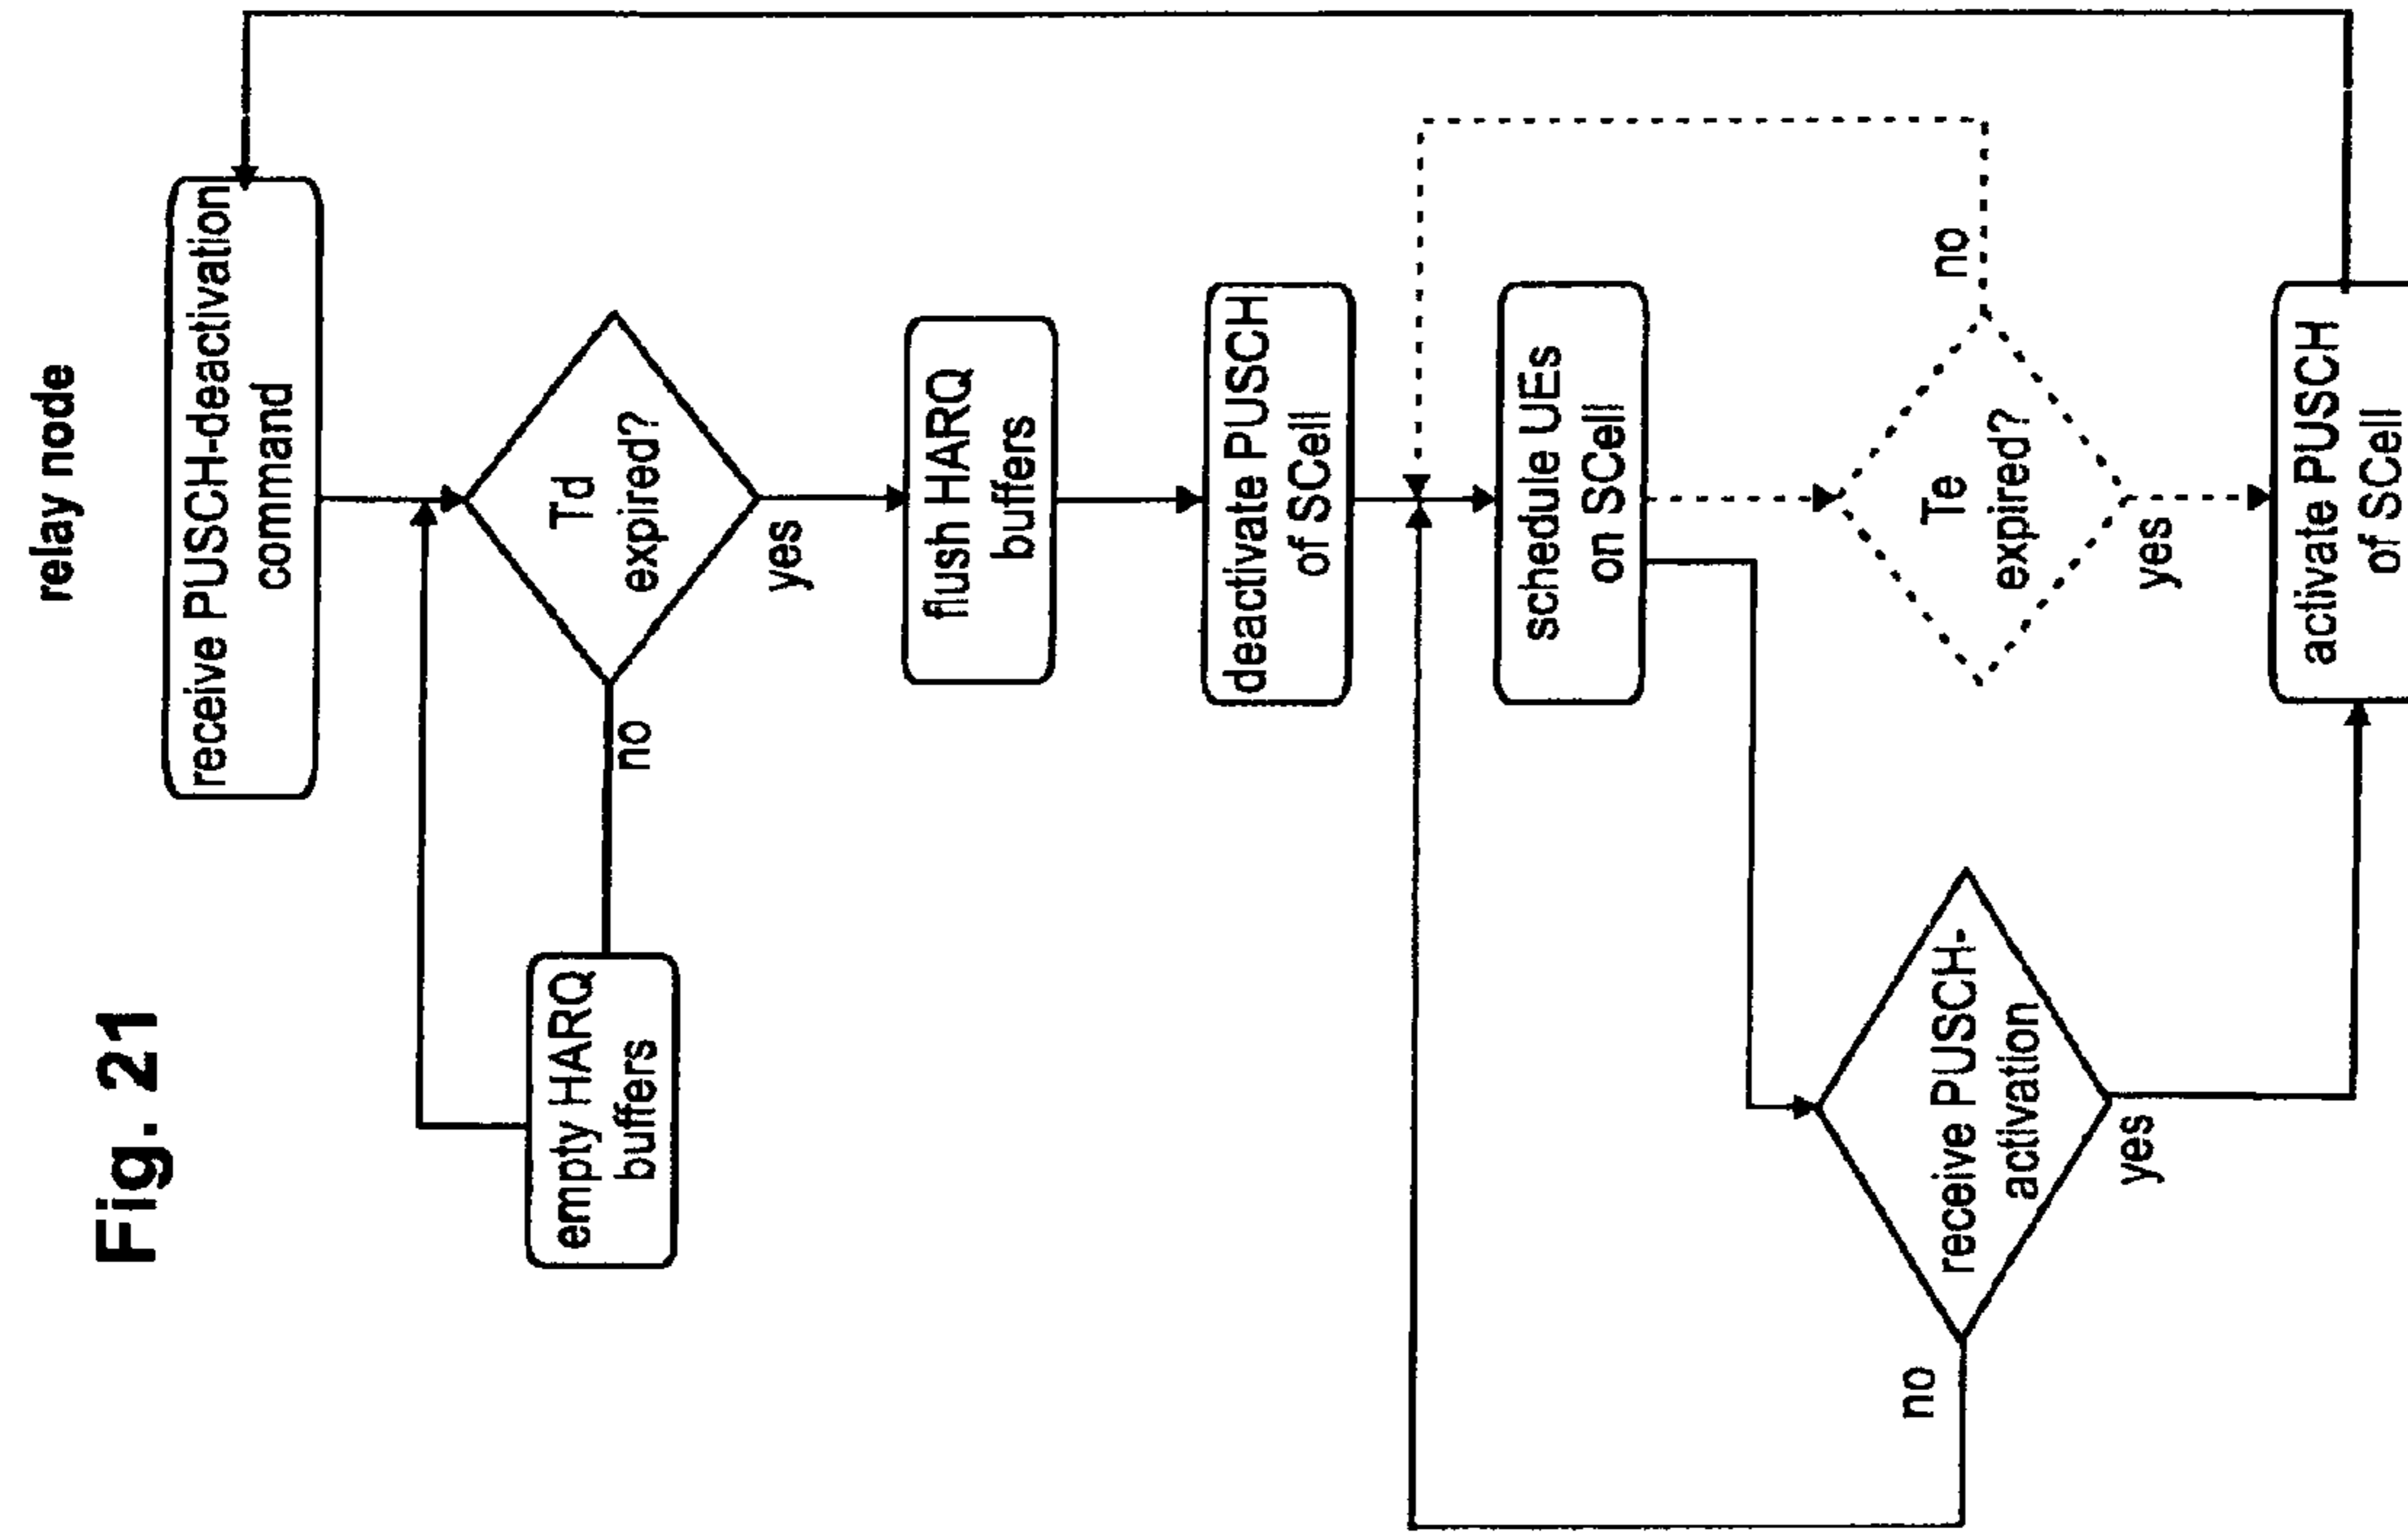 Fig. 21
relay node
receive PUSCH-deactivation
command
Td
expired?
no
yes
empty HARQ
buffers
flush HARQ
buffers
deactivate PUSCH
of SCell
schedule UEs
on SCell
receive PUSCH-
activation
no
yes
Te
expired?
no
yes
activate PUSCH
of SCell